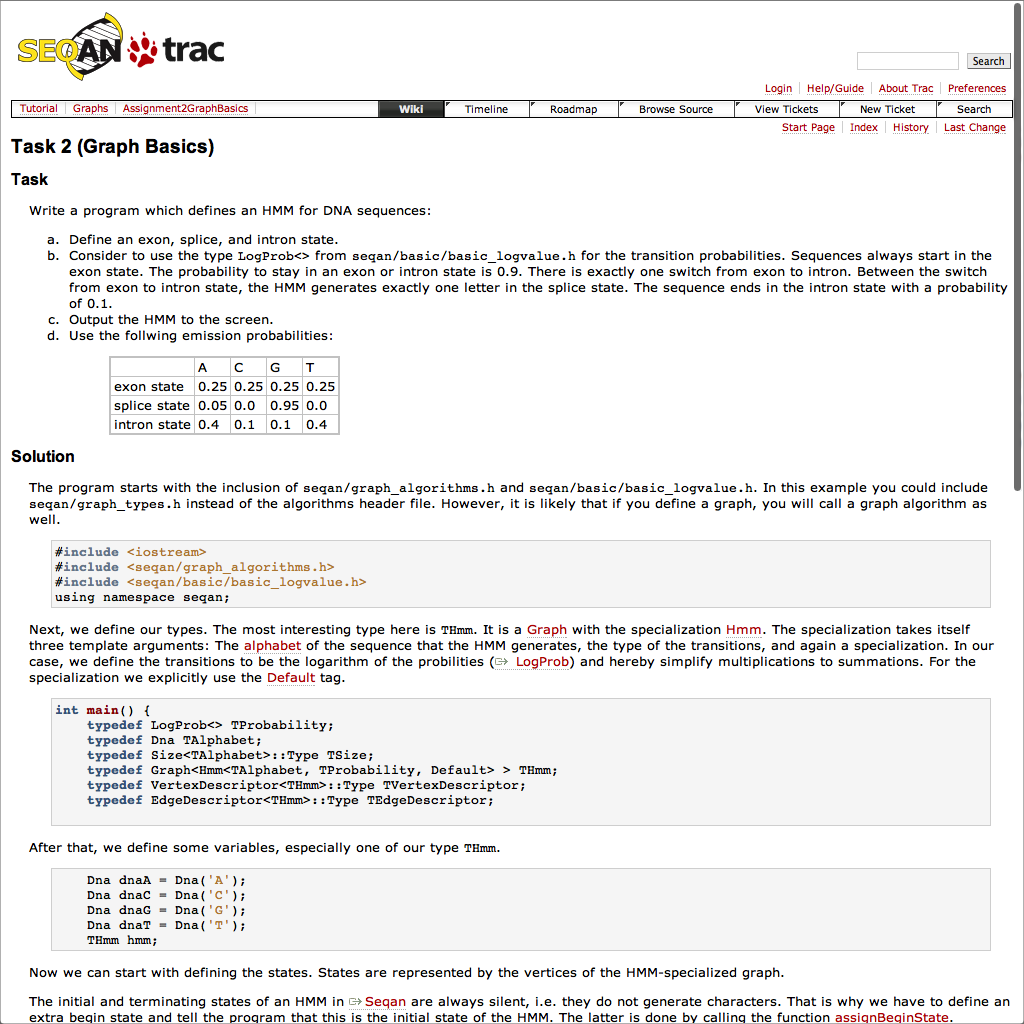 SEQAN trac
Search
Login Help/Guide About Trac Preferences
Tutorial Graphs Assignment2GraphBasics Wiki Timeline Roadmap Browse Source View Tickets New Ticket Search
Start Page Index History Last Change
Task 2 (Graph Basics)
Task
Write a program which defines an HMM for DNA sequences:
a. Define an exon, splice, and intron state.
b. Consider to use the type LogProb<> from seqan/basic/basic_logvalue.h for the transition probabilities. Sequences always start in the
exon state. The probability to stay in an exon or intron state is 0.9. There is exactly one switch from exon to intron. Between the switch
from exon to intron state, the HMM generates exactly one letter in the splice state. The sequence ends in the intron state with a probability
of 0.1.
c. Output the HMM to the screen.
d. Use the follwing emission probabilities:
A C G T
exon state 0.25 0.25 0.25 0.25
splice state 0.05 0.0 0.95 0.0
intron state 0.4 0.1 0.1 0.4
Solution
The program starts with the inclusion of seqan/graph_algorithms.h and seqan/basic/basic_logvalue.h. In this example you could include
seqan/graph_types.h instead of the algorithms header file. However, it is likely that if you define a graph, you will call a graph algorithm as
well.
#include <iostream>
#include <seqan/graph_algorithms.h>
#include <seqan/basic/basic_logvalue.h>
using namespace seqan;
Next, we define our types. The most interesting type here is THmm. It is a Graph with the specialization Hmm. The specialization takes itself
three template arguments: The alphabet of the sequence that the HMM generates, the type of the transitions, and again a specialization. In our
case, we define the transitions to be the logarithm of the probilities (LogProb) and hereby simplify multiplications to summations. For the
specialization we explicitly use the Default tag.
int main() {
    typedef LogProb<> TProbability;
    typedef Dna TAlphabet;
    typedef Size<TAlphabet>::Type TSize;
    typedef Graph<Hmm<TAlphabet, TProbability, Default> > THmm;
    typedef VertexDescriptor<THmm>::Type TVertexDescriptor;
    typedef EdgeDescriptor<THmm>::Type TEdgeDescriptor;
After that, we define some variables, especially one of our type THmm.
    Dna dnaA = Dna('A');
    Dna dnaC = Dna('C');
    Dna dnaG = Dna('G');
    Dna dnaT = Dna('T');
    THmm hmm;
Now we can start with defining the states. States are represented by the vertices of the HMM-specialized graph.
The initial and terminating states of an HMM in Seqan are always silent, i.e. they do not generate characters. That is why we have to define an
extra begin state and tell the program that this is the initial state of the HMM. The latter is done by calling the function assignBeginState.